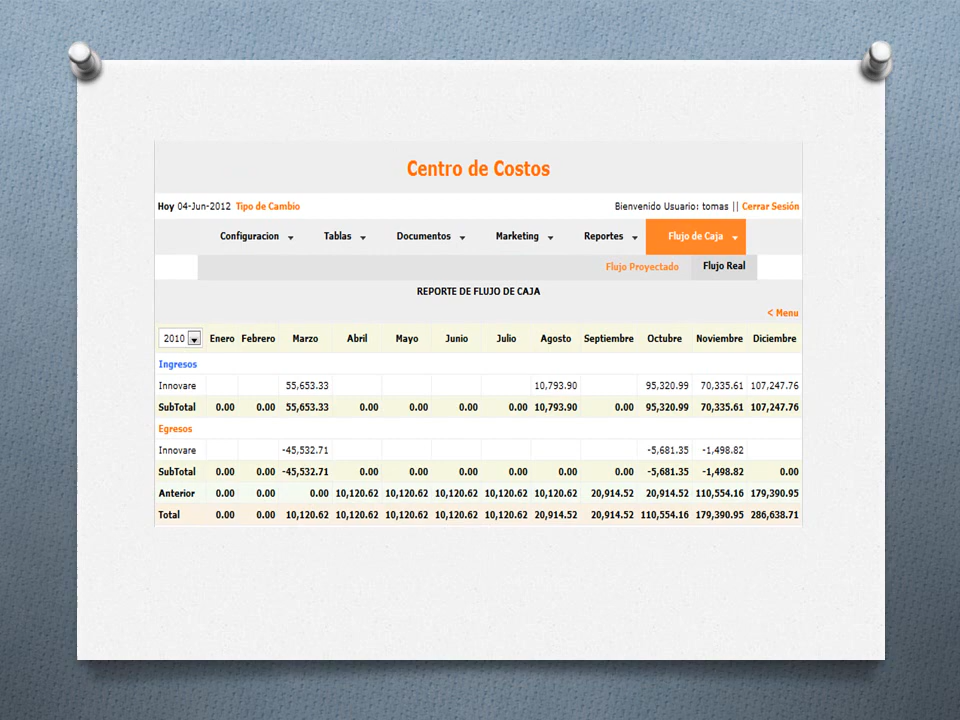 Centro de Costos
Hoy 04-Jun-2012 Tipo de Cambio Bienvenido Usuario: tomas || Cerrar Sesión
Configuracion Tablas Documentos Marketing Reportes Flujo de Caja
Flujo Proyectado Flujo Real
REPORTE DE FLUJO DE CAJA
< Menu
2010 Enero Febrero Marzo Abril Mayo Junio Julio Agosto Septiembre Octubre Noviembre Diciembre
Ingresos
Innovare 55,653.33 10,793.90 95,320.99 70,335.61 107,247.76
SubTotal 0.00 0.00 55,653.33 0.00 0.00 0.00 0.00 10,793.90 0.00 95,320.99 70,335.61 107,247.76
Egresos
Innovare -45,532.71 -5,681.35 -1,498.82
SubTotal 0.00 0.00 -45,532.71 0.00 0.00 0.00 0.00 0.00 0.00 -5,681.35 -1,498.82 0.00
Anterior 0.00 0.00 0.00 10,120.62 10,120.62 10,120.62 10,120.62 10,120.62 20,914.52 20,914.52 110,554.16 179,390.95
Total 0.00 0.00 10,120.62 10,120.62 10,120.62 10,120.62 10,120.62 20,914.52 20,914.52 110,554.16 179,390.95 286,638.71